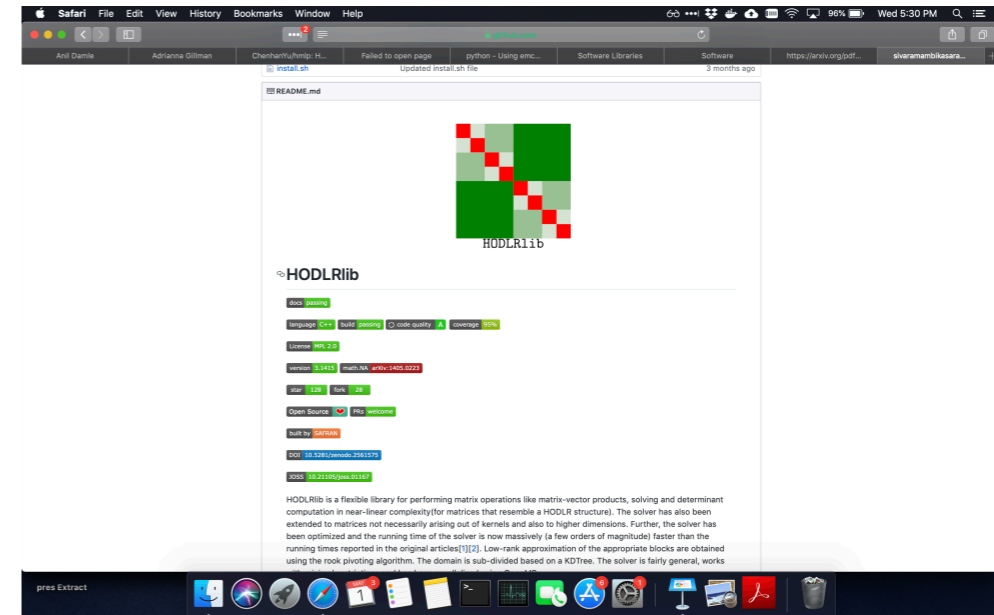 Safari File Edit View History Bookmarks Window Help 96% Wed 5:30 PM
2
Anil Damle Adrianna Gillman ChenhanYu/hmlp: H... Failed to open page python - Using emc... Software Libraries Software https://arxiv.org/pdf... sivaramambikasara...
install.sh Updated install.sh file 3 months ago
README.md
HODLRlib
HODLRlib
docs passing
language C++ build passing code quality A coverage 95%
License MPL 2.0
version 3.1415 math.NA arXiv:1405.0223
star 128 fork 28
Open Source PRs welcome
built by SAFRAN
DOI 10.5281/zenodo.2561575
JOSS 10.21105/joss.01167
HODLRlib is a flexible library for performing matrix operations like matrix-vector products, solving and determinant
computation in near-linear complexity(for matrices that resemble a HODLR structure). The solver has also been
extended to matrices not necessarily arising out of kernels and also to higher dimensions. Further, the solver has
been optimized and the running time of the solver is now massively (a few orders of magnitude) faster than the
running times reported in the original articles[1][2]. Low-rank approximation of the appropriate blocks are obtained
using the rook pivoting algorithm. The domain is sub-divided based on a KDTree. The solver is fairly general, works
pres Extract
MAY 1 3
6
1